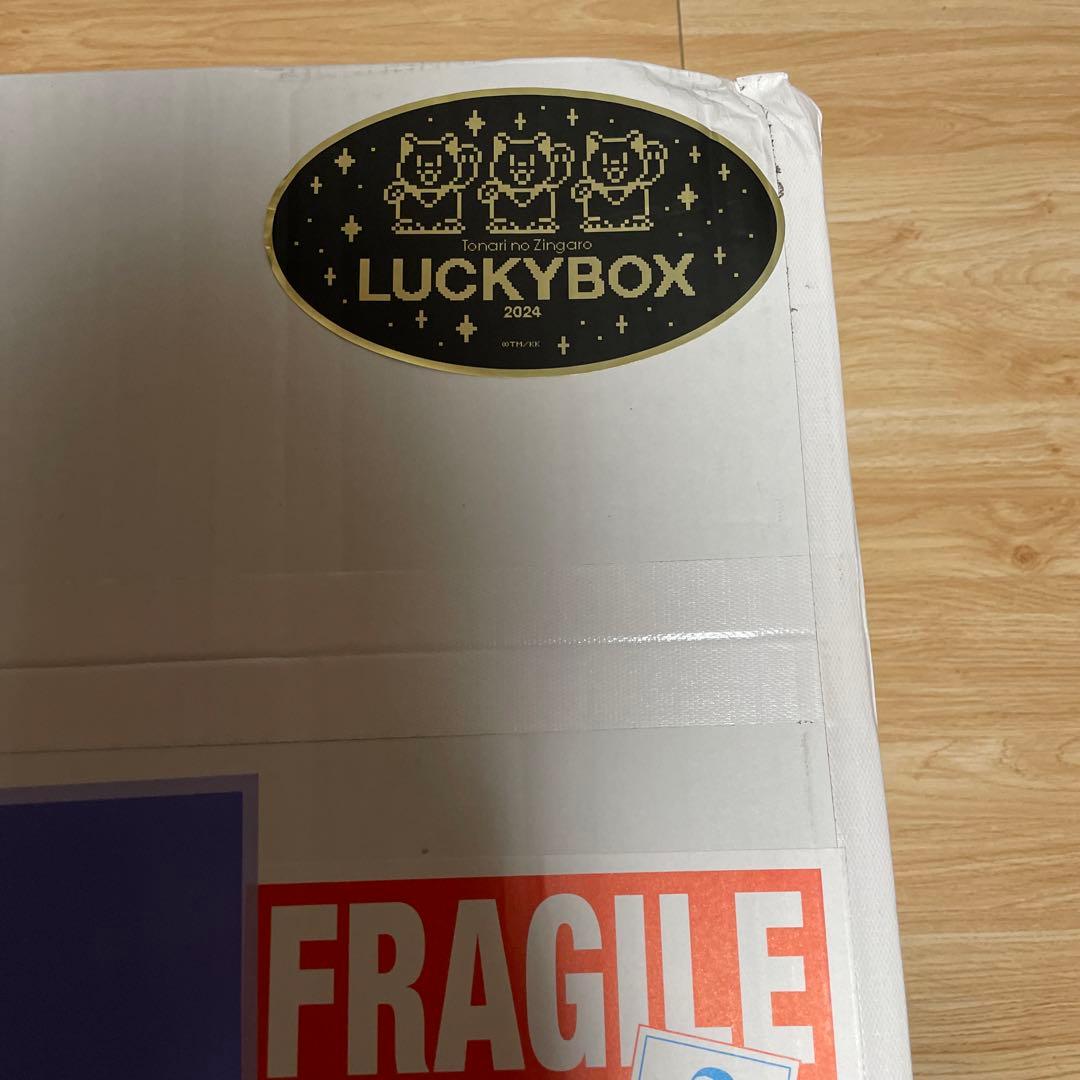 Tonari no Zingaro
LUCKYBOX
2024
©TM/KK
FRAGILE